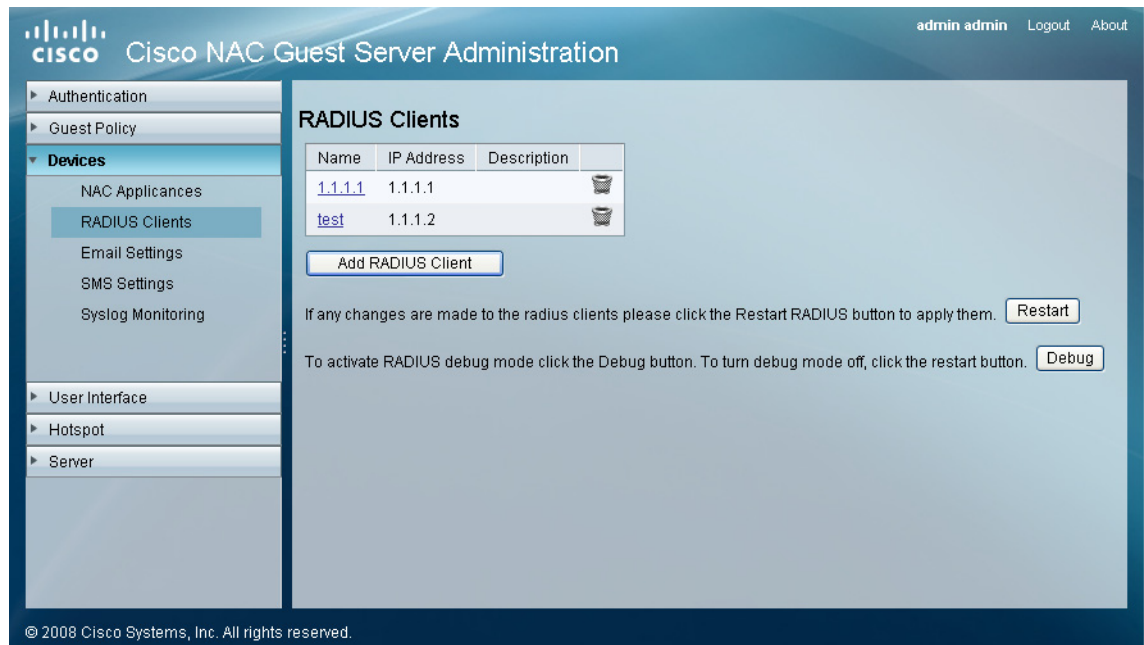 admin admin Logout About
CISCO Cisco NAC Guest Server Administration
Authentication
Guest Policy
Devices
NAC Applicances
RADIUS Clients
Email Settings
SMS Settings
Syslog Monitoring
User Interface
Hotspot
Server
RADIUS Clients
Name IP Address Description
1.1.1.1 1.1.1.1
test 1.1.1.2
Add RADIUS Client
If any changes are made to the radius clients please click the Restart RADIUS button to apply them. Restart
To activate RADIUS debug mode click the Debug button. To turn debug mode off, click the restart button. Debug
© 2008 Cisco Systems, Inc. All rights reserved.